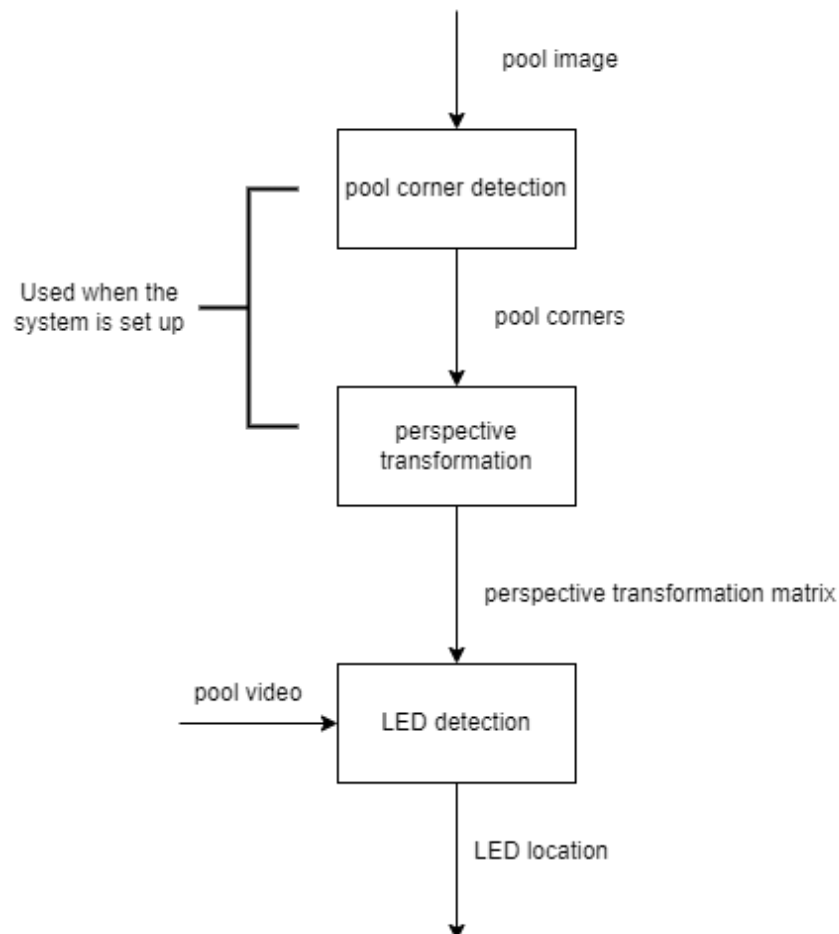 pool image
pool corner detection
Used when the
system is set up
pool corners
perspective
transformation
perspective transformation matrix
pool video
LED detection
LED location